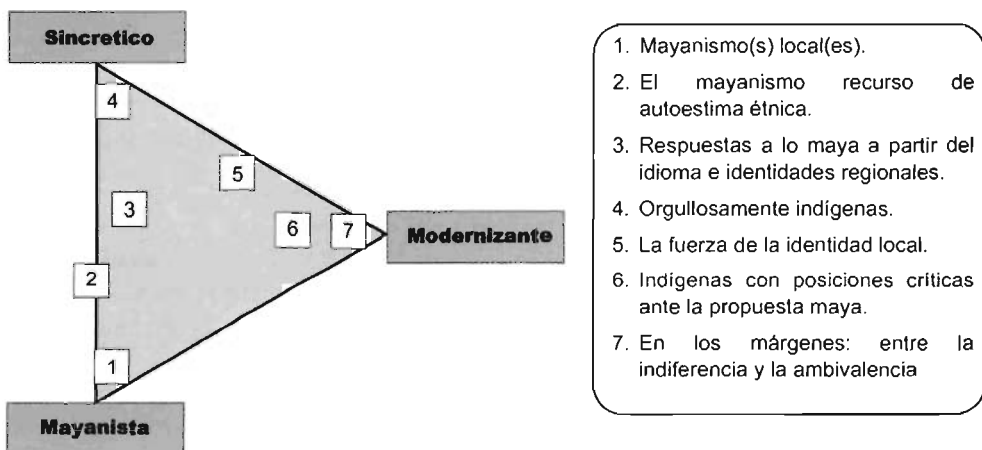 Sincretico
4
5
3
6
7
Modernizante
2
1
Mayanista
1. Mayanismo(s) local(es).
2. El mayanismo recurso de
autoestima étnica.
3. Respuestas a lo maya a partir del
idioma e identidades regionales.
4. Orgullosamente indígenas.
5. La fuerza de la identidad local.
6. Indígenas con posiciones críticas
ante la propuesta maya.
7. En los márgenes: entre la
indiferencia y la ambivalencia